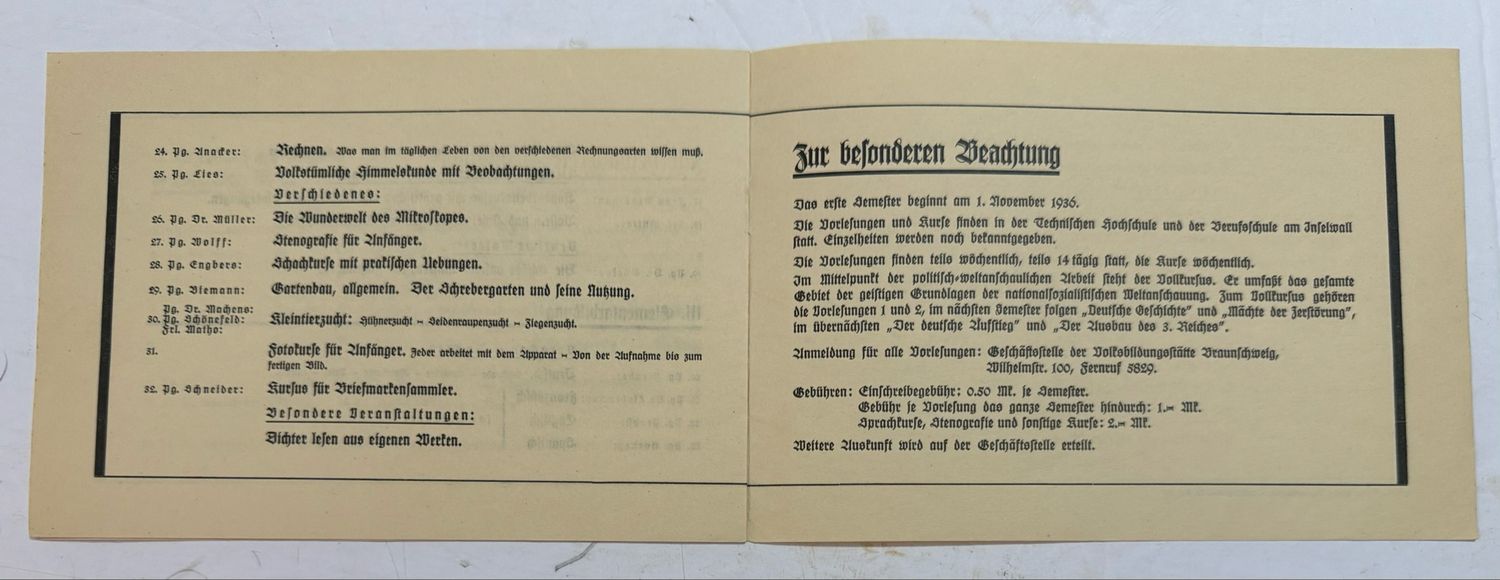 24. Pg. Anacker: Rechnen. Was man im täglichen Leben von den verschiedenen Rechnungsarten wissen muß.
25. Pg. Lies: Volkstümliche Himmelskunde mit Beobachtungen.
Verschiedenes:
26. Pg. Dr. Müller: Die Wunderwelt des Mikroskopes.
27. Pg. Wolff: Stenografie für Anfänger.
28. Pg. Engbers: Schachkurse mit prakischen Uebungen.
29. Pg. Biemann: Gartenbau, allgemein. Der Schrebergarten und seine Nutzung.
Pg. Dr. Machens:
30. Pg. Schönefeld: Kleintierzucht: Hühnerzucht – Seidenraupenzucht – Ziegenzucht.
Frl. Matho:
31. Fotokurse für Anfänger. Jeder arbeitet mit dem Apparat – Von der Aufnahme bis zum
fertigen Bild.
32. Pg. Schneider: Kursus für Briefmarkensammler.
Besondere Veranstaltungen:
Dichter lesen aus eigenen Werken.
Zur besonderen Beachtung
Das erste Semester beginnt am 1. November 1936.
Die Vorlesungen und Kurse finden in der Technischen Hochschule und der Berufsschule am Inselwall
statt. Einzelheiten werden noch bekanntgegeben.
Die Vorlesungen finden teils wöchentlich, teils 14 tägig statt, die Kurse wöchentlich.
Im Mittelpunkt der politisch-weltanschaulichen Arbeit steht der Vollkursus. Er umfaßt das gesamte
Gebiet der geistigen Grundlagen der nationalsozialistischen Weltanschauung. Zum Vollkursus gehören
die Vorlesungen 1 und 2, im nächsten Semester folgen „Deutsche Geschichte" und „Mächte der Zerstörung",
im übernächsten „Der deutsche Aufstieg" und „Der Ausbau des 3. Reiches".
Anmeldung für alle Vorlesungen: Geschäftsstelle der Volksbildungsstätte Braunschweig,
Wilhelmstr. 100, Fernruf 5829.
Gebühren: Einschreibegebühr: 0.50 Mk. je Semester.
Gebühr je Vorlesung das ganze Semester hindurch: 1.– Mk.
Sprachkurse, Stenografie und sonstige Kurse: 2.– Mk.
Weitere Auskunft wird auf der Geschäftsstelle erteilt.